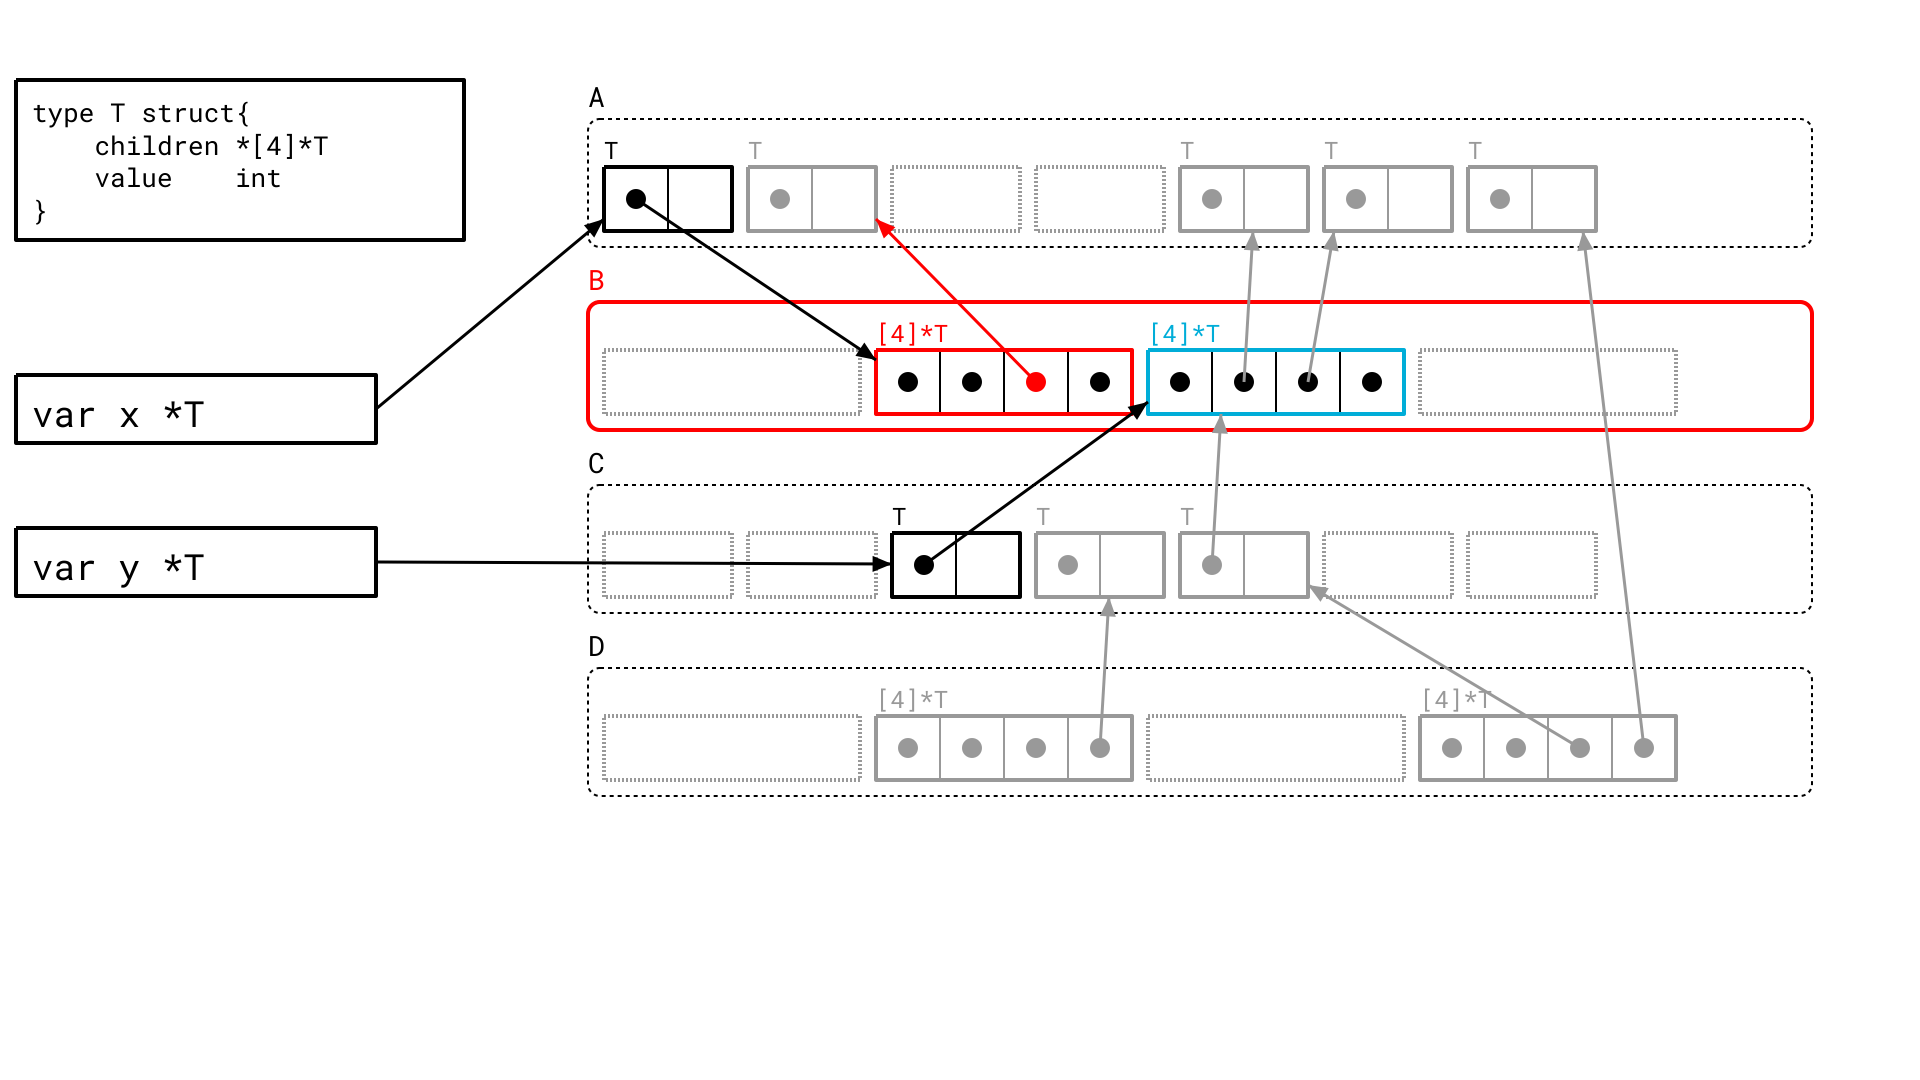 type T struct{
    children *[4]*T
    value    int
}
var x *T
var y *T
A
T T T T T
B
[4]*T [4]*T
C
T T T
D
[4]*T [4]*T